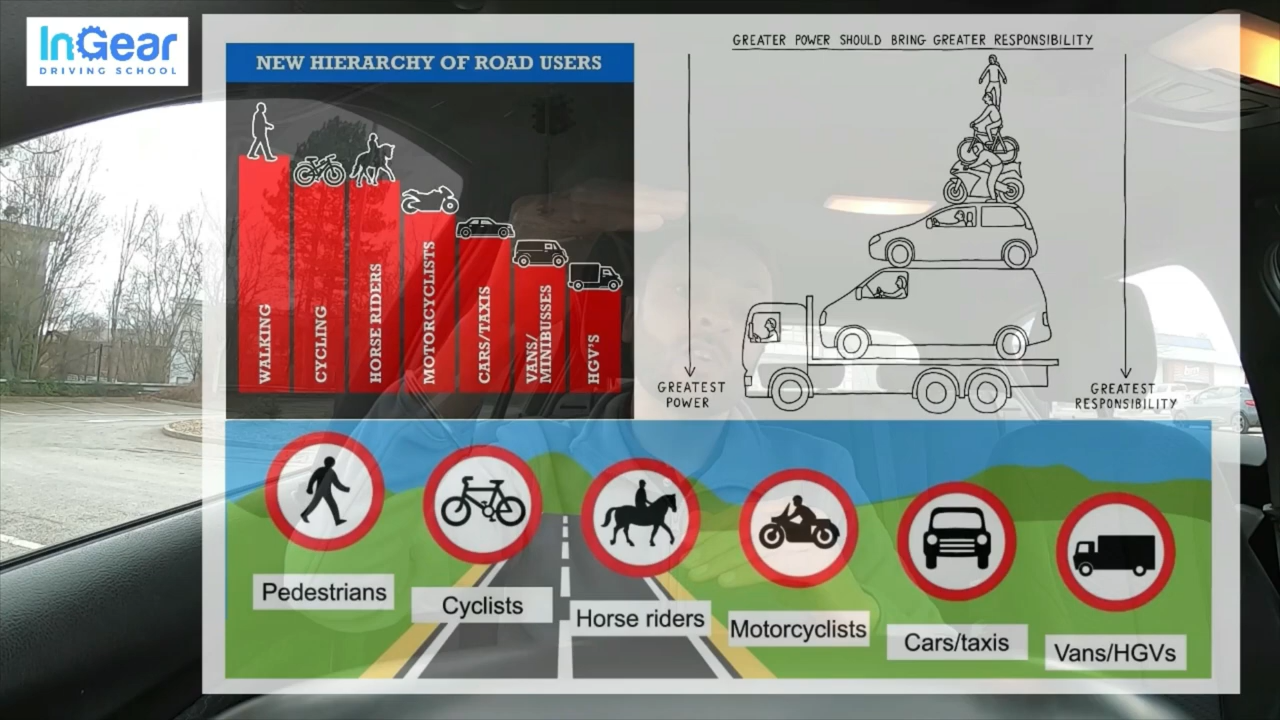 InGear
DRIVING SCHOOL
NEW HIERARCHY OF ROAD USERS
WALKING
CYCLING
HORSE RIDERS
MOTORCYCLISTS
CARS/TAXIS
VANS/
MINIBUSSES
HGV'S
GREATER POWER SHOULD BRING GREATER RESPONSIBILITY
GREATEST
POWER
GREATEST
RESPONSIBILITY
Pedestrians
Cyclists
Horse riders
Motorcyclists
Cars/taxis
Vans/HGVs